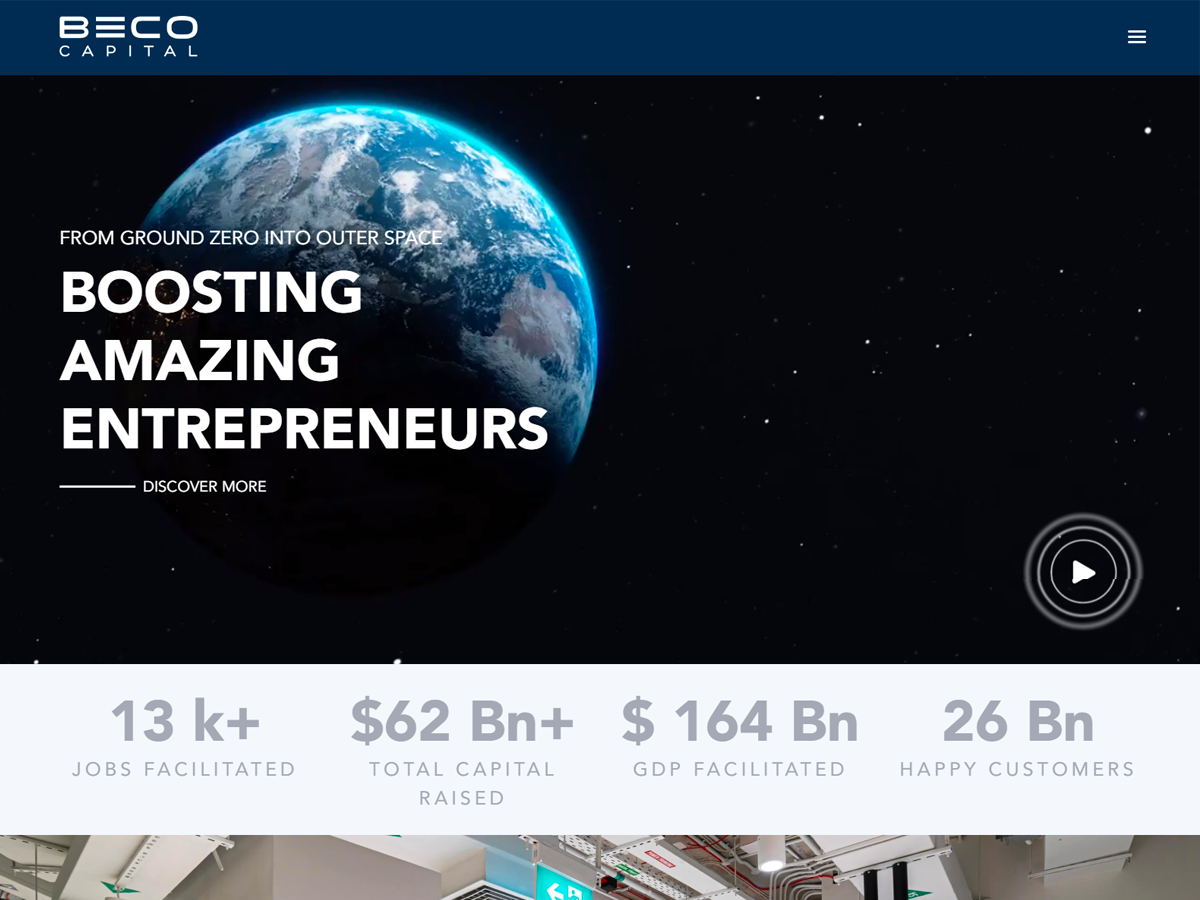 BECO
CAPITAL
FROM GROUND ZERO INTO OUTER SPACE
BOOSTING
AMAZING
ENTREPRENEURS
DISCOVER MORE
13 k+
JOBS FACILITATED
$62 Bn+
TOTAL CAPITAL
RAISED
$ 164 Bn
GDP FACILITATED
26 Bn
HAPPY CUSTOMERS